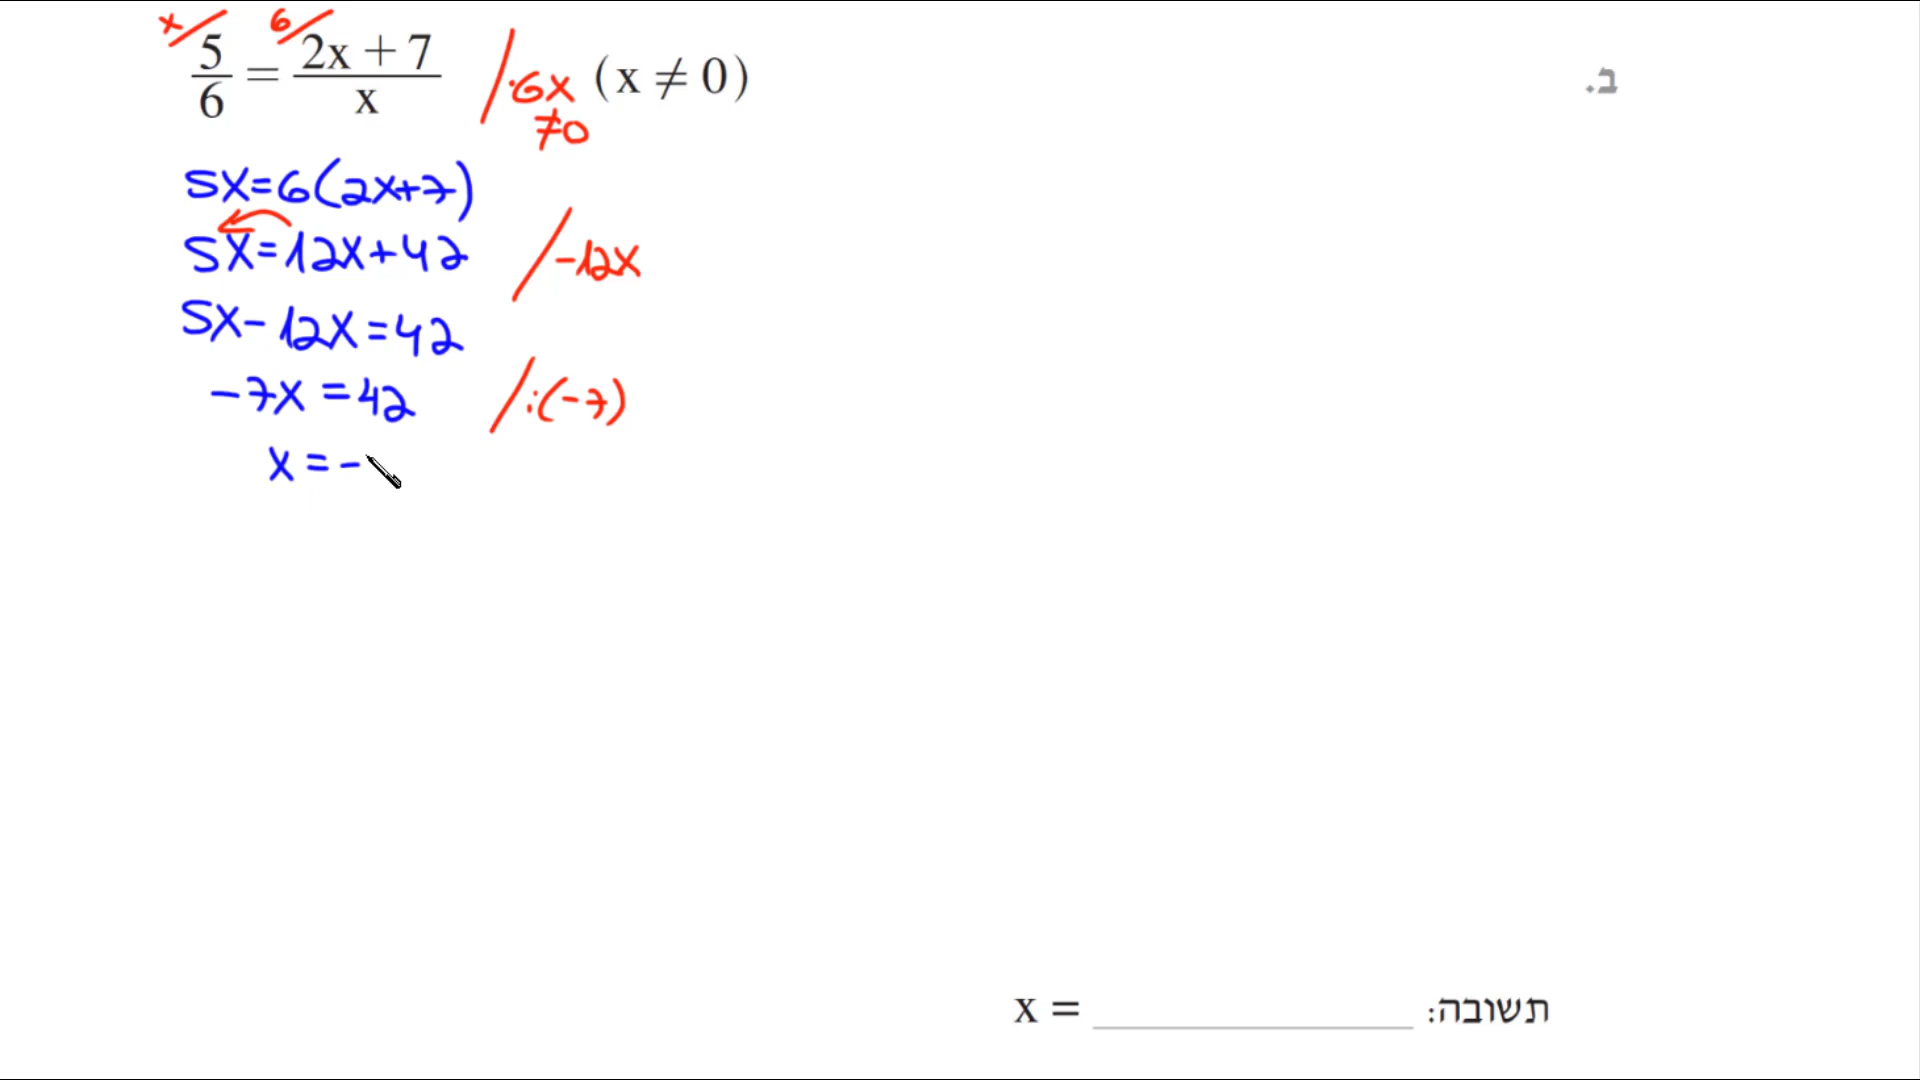 ב.
x/ 6/
5/6 = (2x + 7)/x /·6x (x ≠ 0)
≠0
5x=6(2x+7)
5x=12x+42 /-12x
5x-12x=42
-7x=42 /:(-7)
x=-
תשובה: x = ________